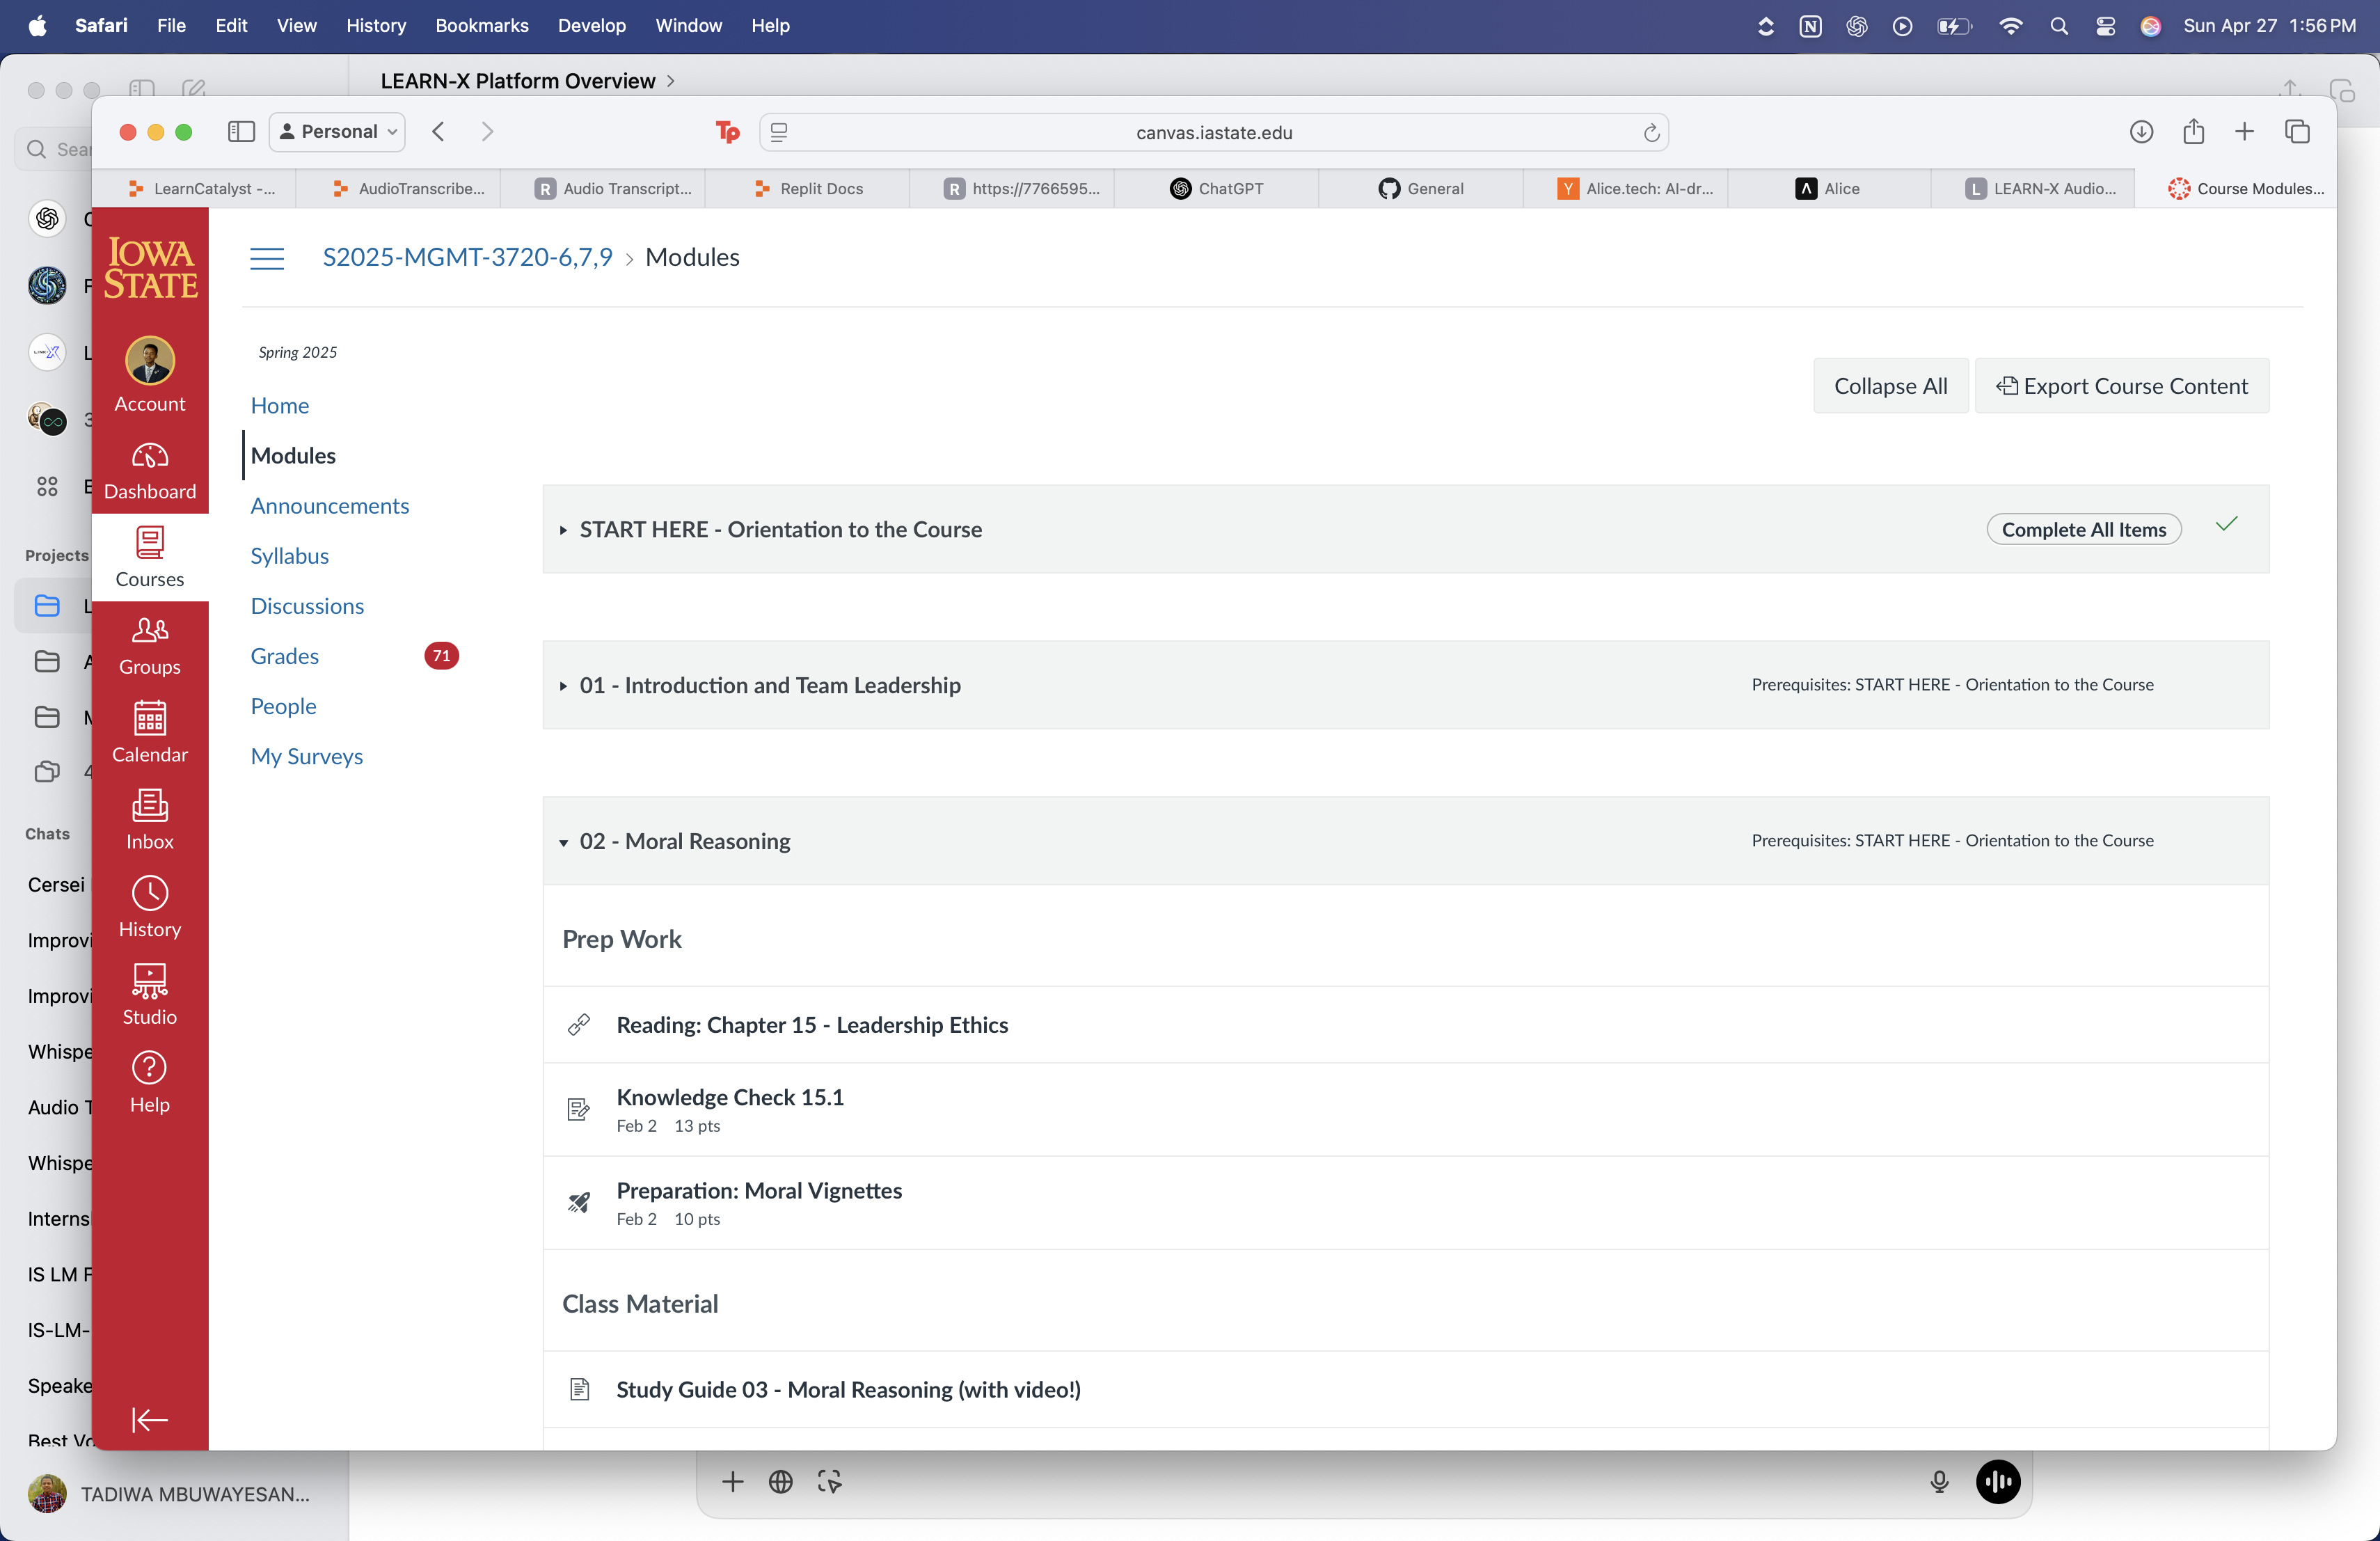 Safari File Edit View History Bookmarks Develop Window Help Sun Apr 27 1:56 PM
LEARN-X Platform Overview
Personal canvas.iastate.edu
LearnCatalyst -... AudioTranscribe... Audio Transcript... Replit Docs https://7766595... ChatGPT General Alice.tech: AI-dr... Alice LEARN-X Audio... Course Modules...
IOWA
STATE
Account
Dashboard
Courses
Groups
Calendar
Inbox
History
Studio
Help
S2025-MGMT-3720-6,7,9 Modules
Spring 2025
Home
Modules
Announcements
Syllabus
Discussions
Grades 71
People
My Surveys
Collapse All Export Course Content
START HERE - Orientation to the Course Complete All Items
01 - Introduction and Team Leadership Prerequisites: START HERE - Orientation to the Course
02 - Moral Reasoning Prerequisites: START HERE - Orientation to the Course
Prep Work
Reading: Chapter 15 - Leadership Ethics
Knowledge Check 15.1
Feb 2 13 pts
Preparation: Moral Vignettes
Feb 2 10 pts
Class Material
Study Guide 03 - Moral Reasoning (with video!)
Projects
Chats
Cersei
Improvi
Improvi
Whispe
Audio T
Whispe
Interns
IS LM F
IS-LM-
Speake
Best Vo
TADIWA MBUWAYESAN...